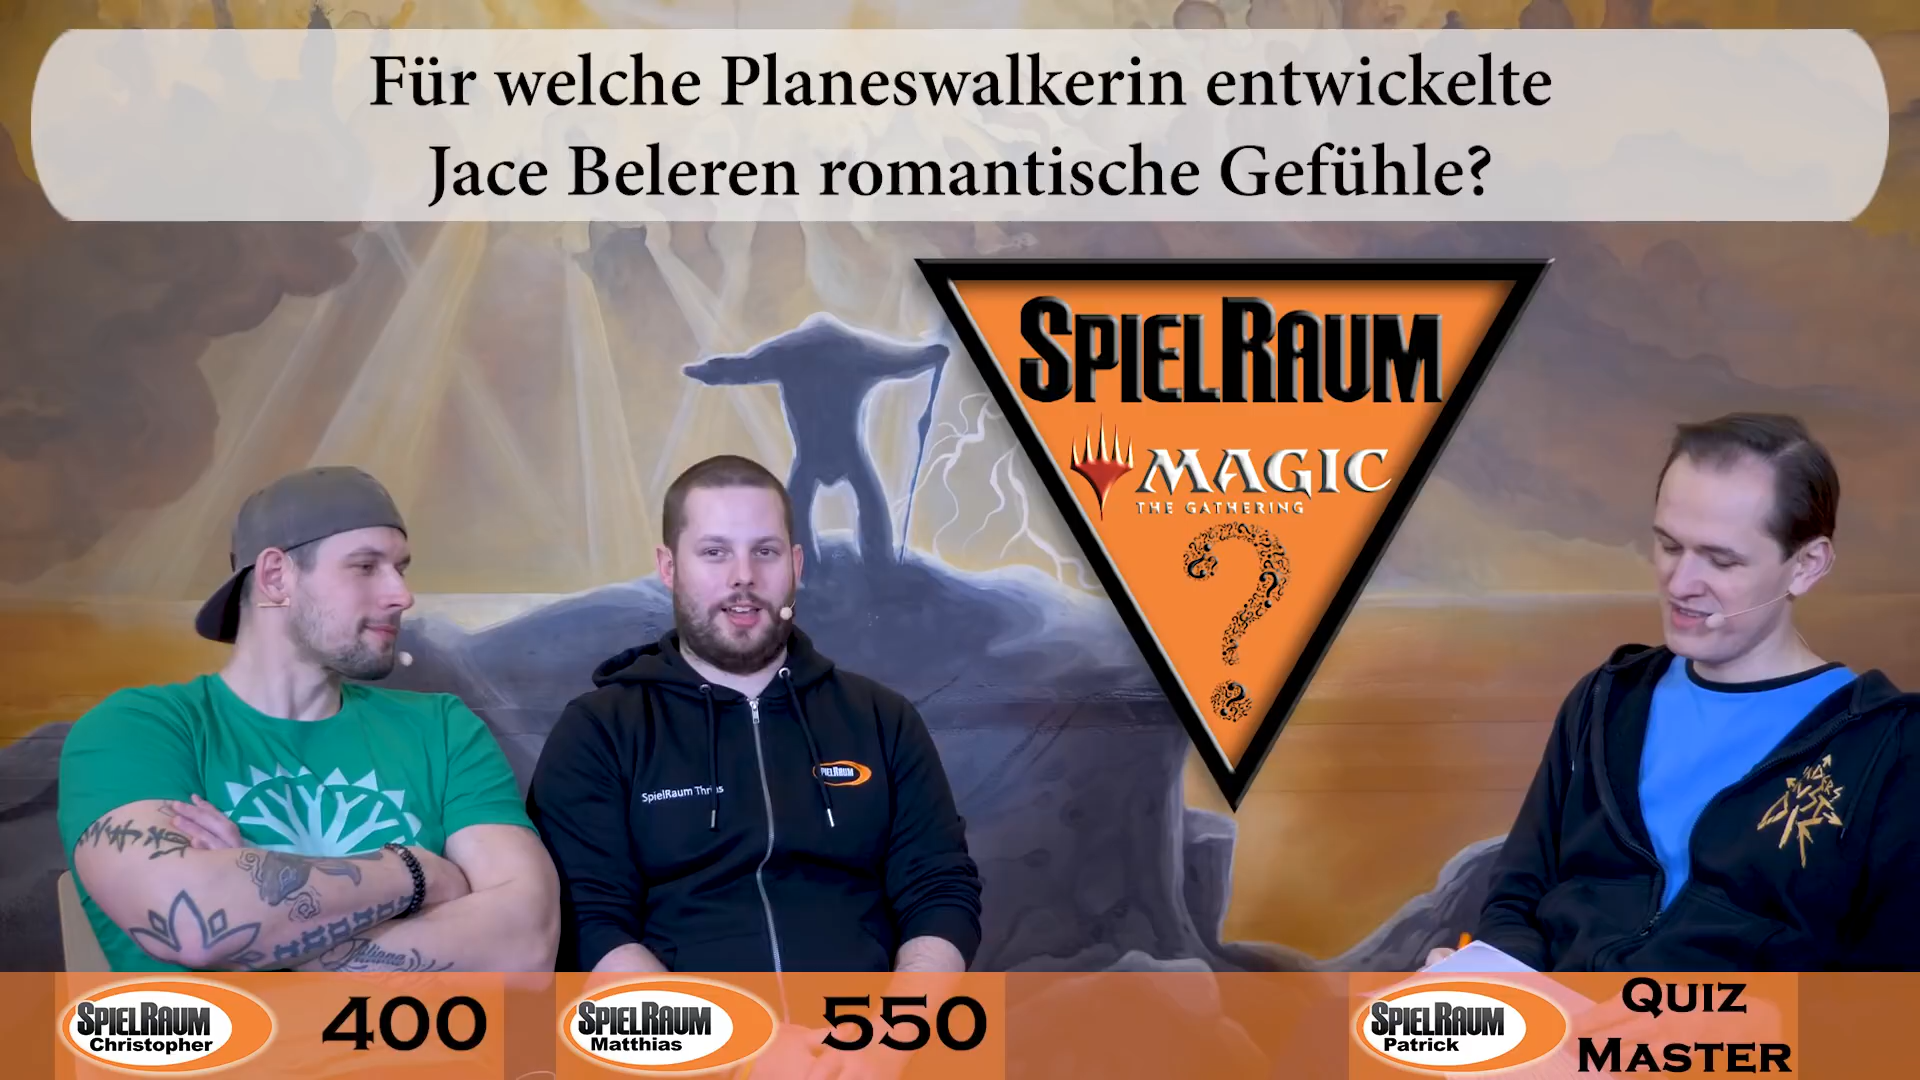 Für welche Planeswalkerin entwickelte
Jace Beleren romantische Gefühle?
SPIELRAUM
MAGIC
THE GATHERING
?
SPIELRAUM
SpielRaum
SPIELRAUM
Christopher
400
SPIELRAUM
Matthias
550
SPIELRAUM
Patrick
QUIZ
MASTER